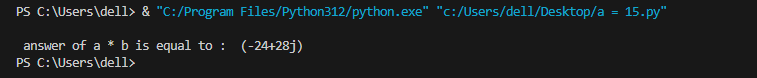 PS C:\Users\dell> & "C:/Program Files/Python312/python.exe" "c:/Users/dell/Desktop/a = 15.py"
answer of a * b is equal to :  (-24+28j)
PS C:\Users\dell>